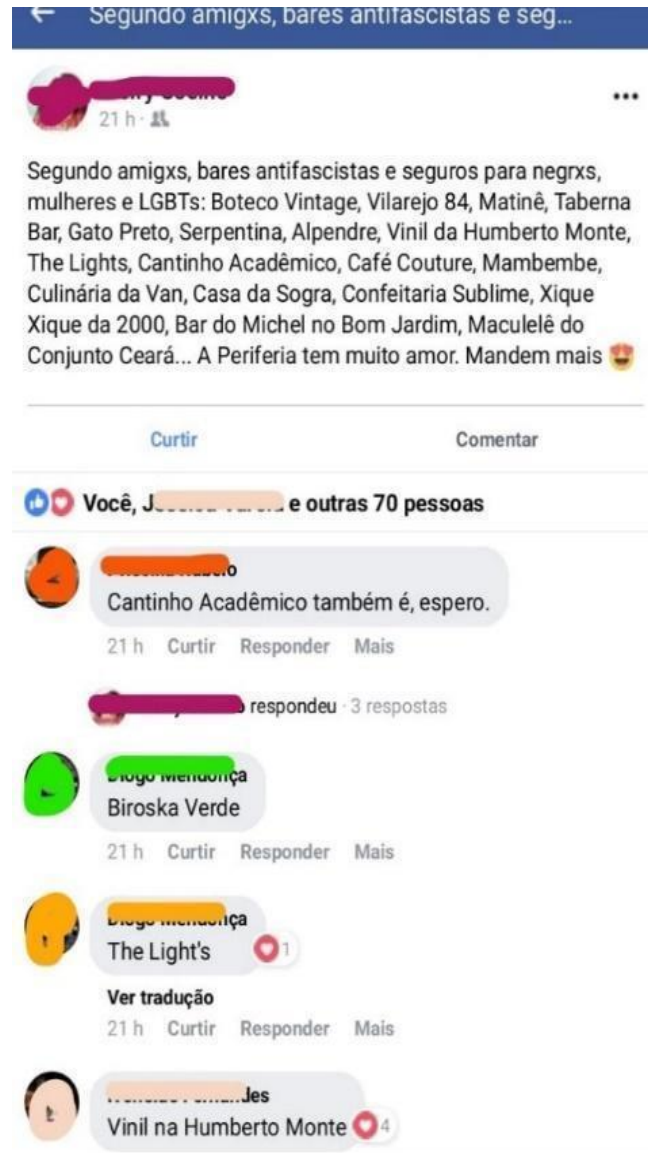 Segundo amigxs, bares antifascistas e seg...
21 h
Segundo amigxs, bares antifascistas e seguros para negrxs,
mulheres e LGBTs: Boteco Vintage, Vilarejo 84, Matinê, Taberna
Bar, Gato Preto, Serpentina, Alpendre, Vinil da Humberto Monte,
The Lights, Cantinho Acadêmico, Café Couture, Mambembe,
Culinária da Van, Casa da Sogra, Confeitaria Sublime, Xique
Xique da 2000, Bar do Michel no Bom Jardim, Maculelê do
Conjunto Ceará... A Periferia tem muito amor. Mandem mais 😍
Curtir Comentar
Você, e outras 70 pessoas
Cantinho Acadêmico também é, espero.
21 h Curtir Responder Mais
respondeu · 3 respostas
Biroska Verde
21 h Curtir Responder Mais
The Light's 1
Ver tradução
21 h Curtir Responder Mais
Vinil na Humberto Monte 4